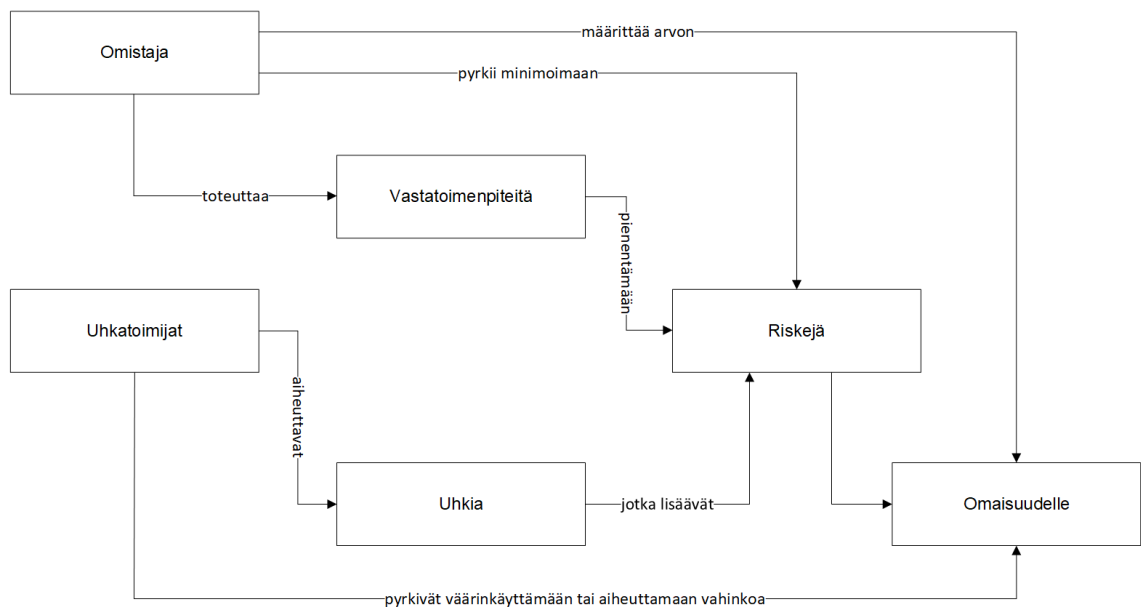 määrittää arvon
Omistaja
pyrkii minimoimaan
toteuttaa
Vastatoimenpiteitä
pienentämään
Uhkatoimijat
Riskejä
aiheuttavat
Uhkia
jotka lisäävät
Omaisuudelle
pyrkivät väärinkäyttämään tai aiheuttamaan vahinkoa